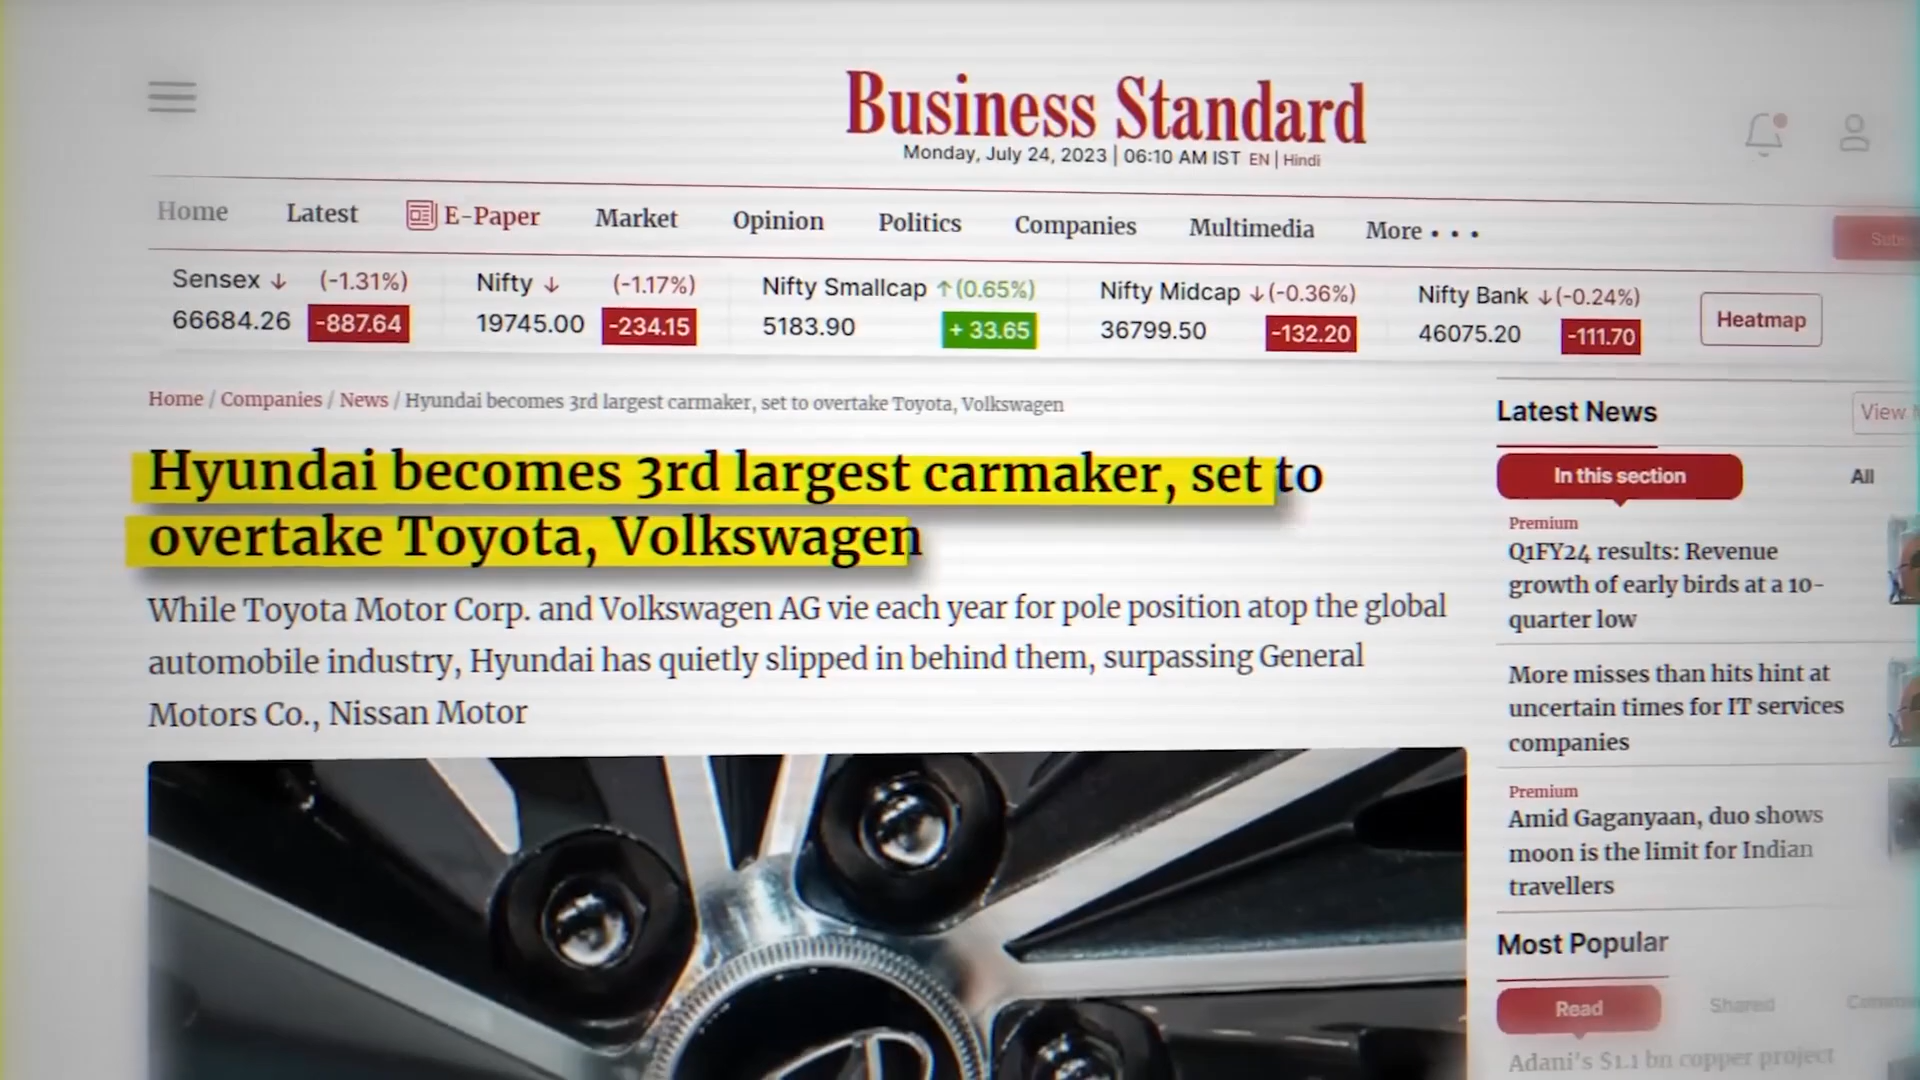 Business Standard
Monday, July 24, 2023 | 06:10 AM IST EN | Hindi
Home Latest E-Paper Market Opinion Politics Companies Multimedia More • • •
Sensex ↓ (-1.31%) Nifty ↓ (-1.17%) Nifty Smallcap ↑(0.65%) Nifty Midcap ↓(-0.36%) Nifty Bank ↓(-0.24%)
66684.26 -887.64 19745.00 -234.15 5183.90 + 33.65 36799.50 -132.20 46075.20 -111.70
Heatmap
Home / Companies / News / Hyundai becomes 3rd largest carmaker, set to overtake Toyota, Volkswagen
Hyundai becomes 3rd largest carmaker, set to
overtake Toyota, Volkswagen
While Toyota Motor Corp. and Volkswagen AG vie each year for pole position atop the global
automobile industry, Hyundai has quietly slipped in behind them, surpassing General
Motors Co., Nissan Motor
Latest News
View
In this section All
Premium
Q1FY24 results: Revenue
growth of early birds at a 10-
quarter low
More misses than hits hint at
uncertain times for IT services
companies
Premium
Amid Gaganyaan, duo shows
moon is the limit for Indian
travellers
Most Popular
Read Shared
Adani's $1.1 bn copper project